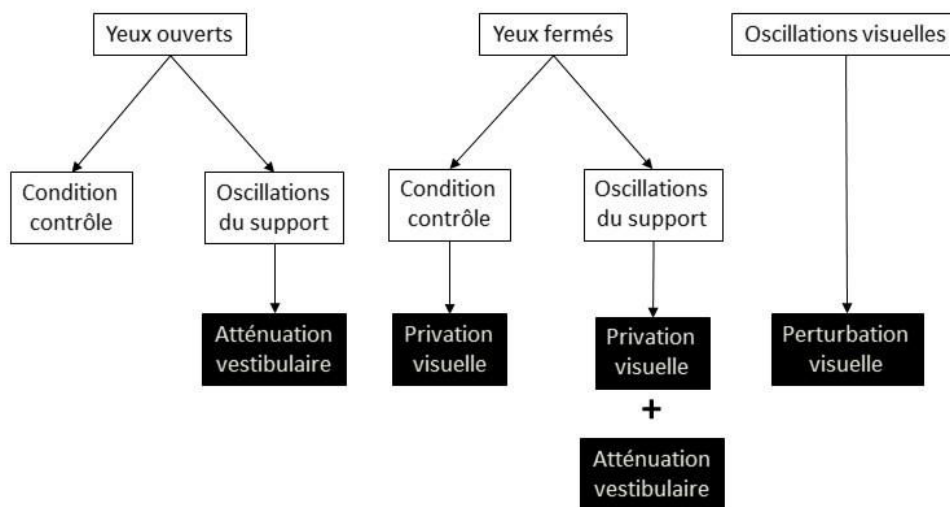 Yeux ouverts
Yeux fermés
Oscillations visuelles
Condition
contrôle
Oscillations
du support
Condition
contrôle
Oscillations
du support
Atténuation
vestibulaire
Privation
visuelle
Privation
visuelle
+
Atténuation
vestibulaire
Perturbation
visuelle